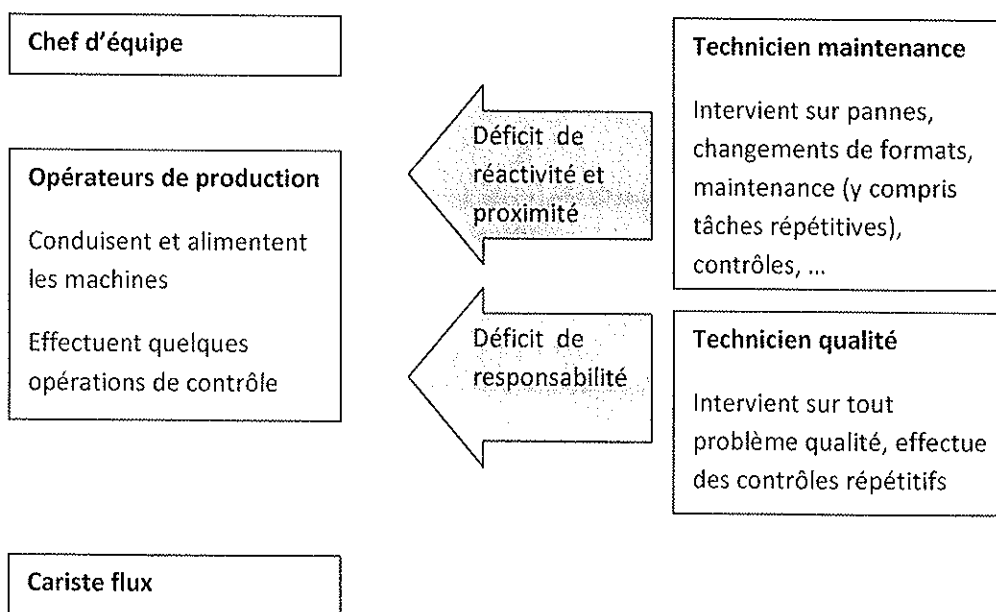 Chef d'équipe
Opérateurs de production
Conduisent et alimentent
les machines
Effectuent quelques
opérations de contrôle
Cariste flux
Déficit de
réactivité et
proximité
Déficit de
responsabilité
Technicien maintenance
Intervient sur pannes,
changements de formats,
maintenance (y compris
tâches répétitives),
contrôles, ...
Technicien qualité
Intervient sur tout
problème qualité, effectue
des contrôles répétitifs